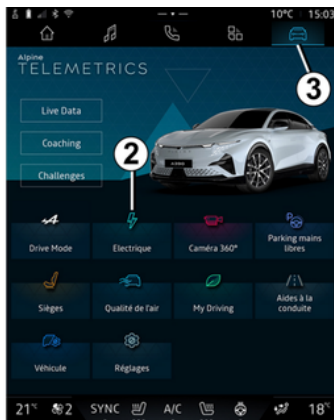 10°C 15:03
Alpine
TELEMETRICS
3
Live Data
Coaching
Challenges
2
Drive Mode
Electrique
Caméra 360°
Parking mains
libres
Sièges
Qualité de l'air
My Driving
Aides à la
conduite
Véhicule
Réglages
21°C 2 SYNC A/C 18°C